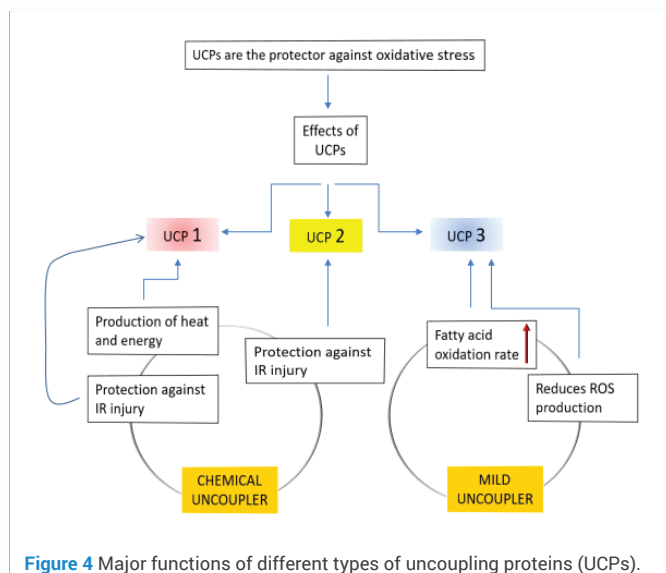 UCPs are the protector against oxidative stress
Effects of
UCPs
UCP 1
UCP 2
UCP 3
Production of heat
and energy
Protection against
IR injury
Protection against
IR injury
Fatty acid
oxidation rate
Reduces ROS
production
CHEMICAL
UNCOUPLER
MILD
UNCOUPLER
Figure 4 Major functions of different types of uncoupling proteins (UCPs).